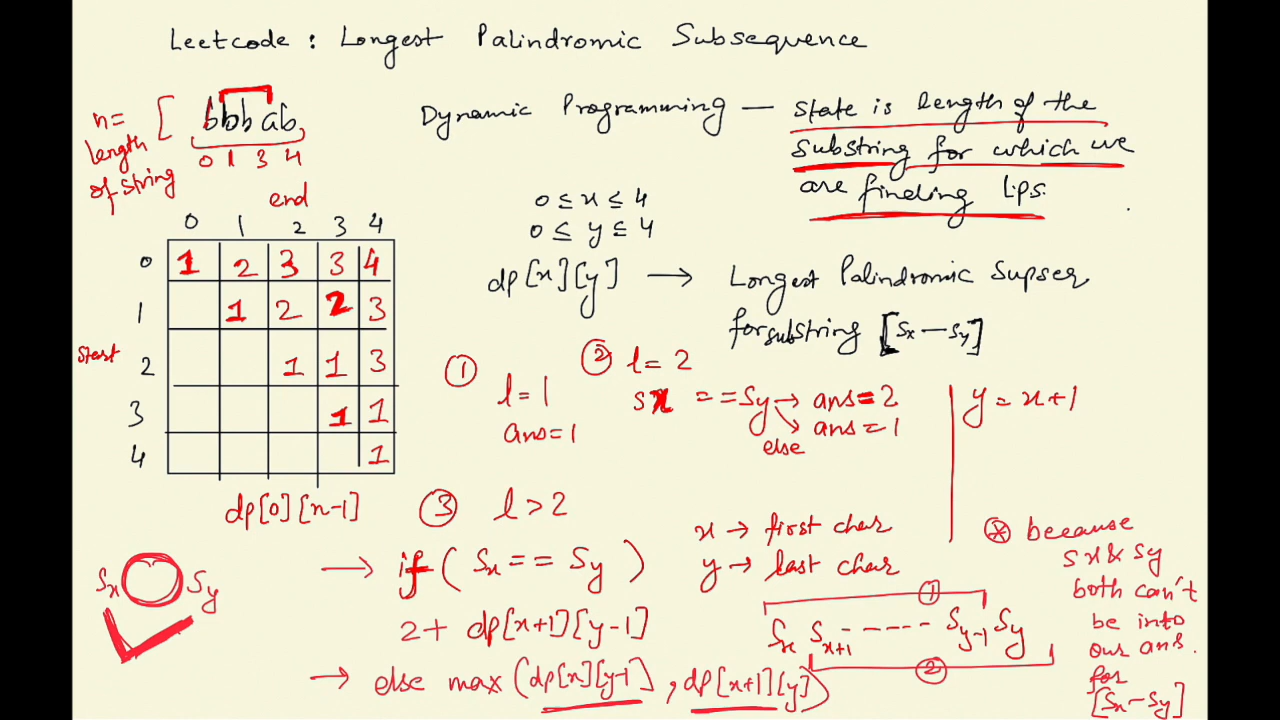 Leetcode : Longest Palindromic Subsequence
n= length of string
[ bbbab
0 1 3 4
Dynamic Programming — State is length of the
substring for which we
are finding lps.
0 ≤ x ≤ 4
0 ≤ y ≤ 4
dp[x][y] → Longest Palindromic Supseq
for substring [Sx — Sy]
end
0 1 2 3 4
0 1 2 3 3 4
1 1 2 2 3
start
2 1 1 3
3 1 1
4 1
dp[0][n-1]
① l = 1
ans = 1
② l = 2
sx == Sy → ans = 2
else ans = 1
y = x+1
③ l > 2
→ if ( Sx == Sy )
2 + dp[x+1][y-1]
→ else max (dp[x][y-1] , dp[x+1][y])
Sx Sy
x → first char
y → last char
①
Sx Sx+1 ------ Sy-1 Sy
②
* because
sx & sy
both can't
be into
our ans.
for
[Sx - Sy]